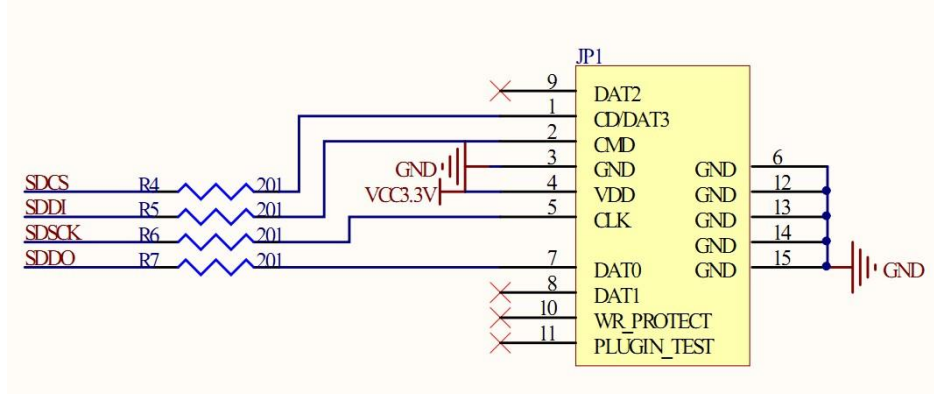 JP1
9 DAT2
1 CD/DAT3
2 CMD
GND 3 GND GND 6
SDCS R4 201 VCC3.3V 4 VDD GND 12
SDDI R5 201 5 CLK GND 13
SDSCK R6 201 GND 14
SDDO R7 201 7 DAT0 GND 15 GND
8 DAT1
10 WR_PROTECT
11 PLUGIN_TEST